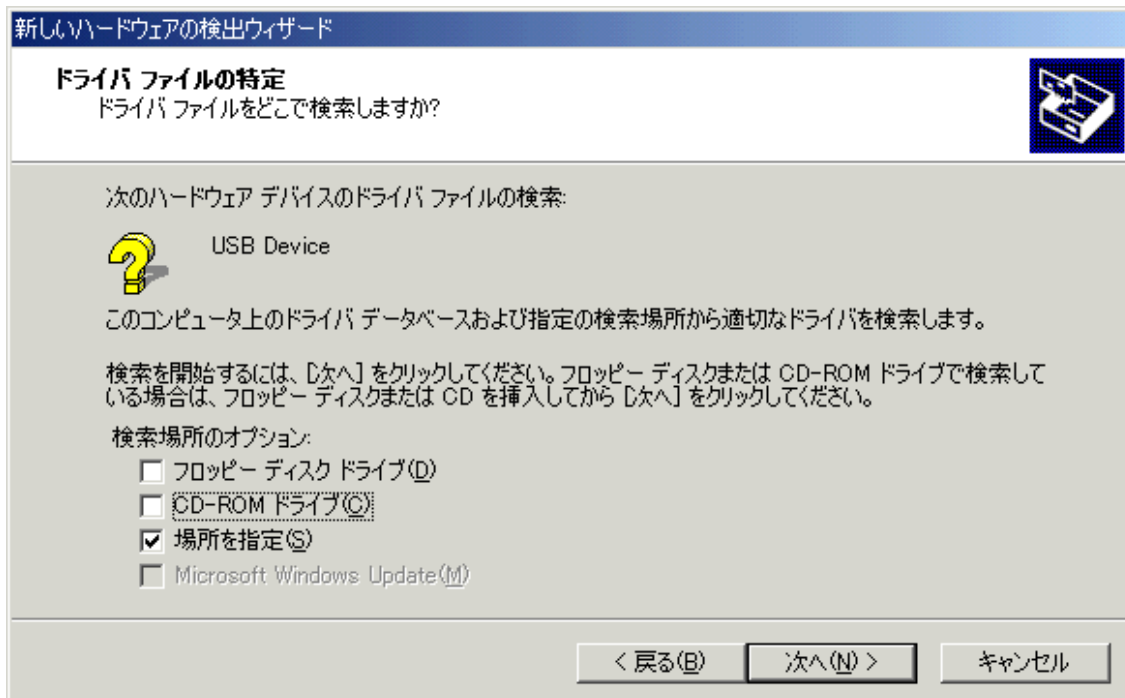 新しいハードウェアの検出ウィザード
ドライバ ファイルの特定
ドライバ ファイルをどこで検索しますか?
次のハードウェア デバイスのドライバ ファイルの検索:
USB Device
このコンピュータ上のドライバ データベースおよび指定の検索場所から適切なドライバを検索します。
検索を開始するには、[次へ] をクリックしてください。フロッピー ディスクまたは CD-ROM ドライブで検索して
いる場合は、フロッピー ディスクまたは CD を挿入してから [次へ] をクリックしてください。
検索場所のオプション:
フロッピー ディスク ドライブ(D)
CD-ROM ドライブ(C)
場所を指定(S)
Microsoft Windows Update(M)
< 戻る(B) 次へ(N) > キャンセル